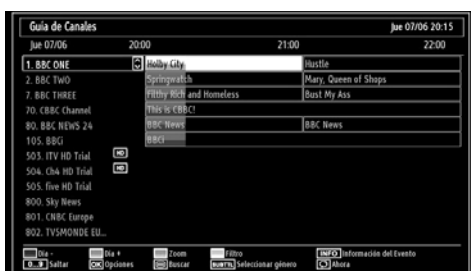 Guía de Canales Jue 07/06 20:15
Jue 07/06 20:00 21:00 22:00
1. BBC ONE Holby City Hustle
2. BBC TWO Springwatch Mary, Queen of Shops
7. BBC THREE Filthy Rich and Homeless Bust My Ass
70. CBBC Channel This is CBBC!
80. BBC NEWS 24 BBC News BBC News
105. BBCi BBCi
503. ITV HD Trial HD
504. Ch4 HD Trial HD
505. five HD Trial
800. Sky News
801. CNBC Europe
802. TV5MONDE EU...
Día - Día + Zoom Filtro INFO Información del Evento
0...9 Saltar OK Opciones Buscar SUBTTL Seleccionar género Ahora